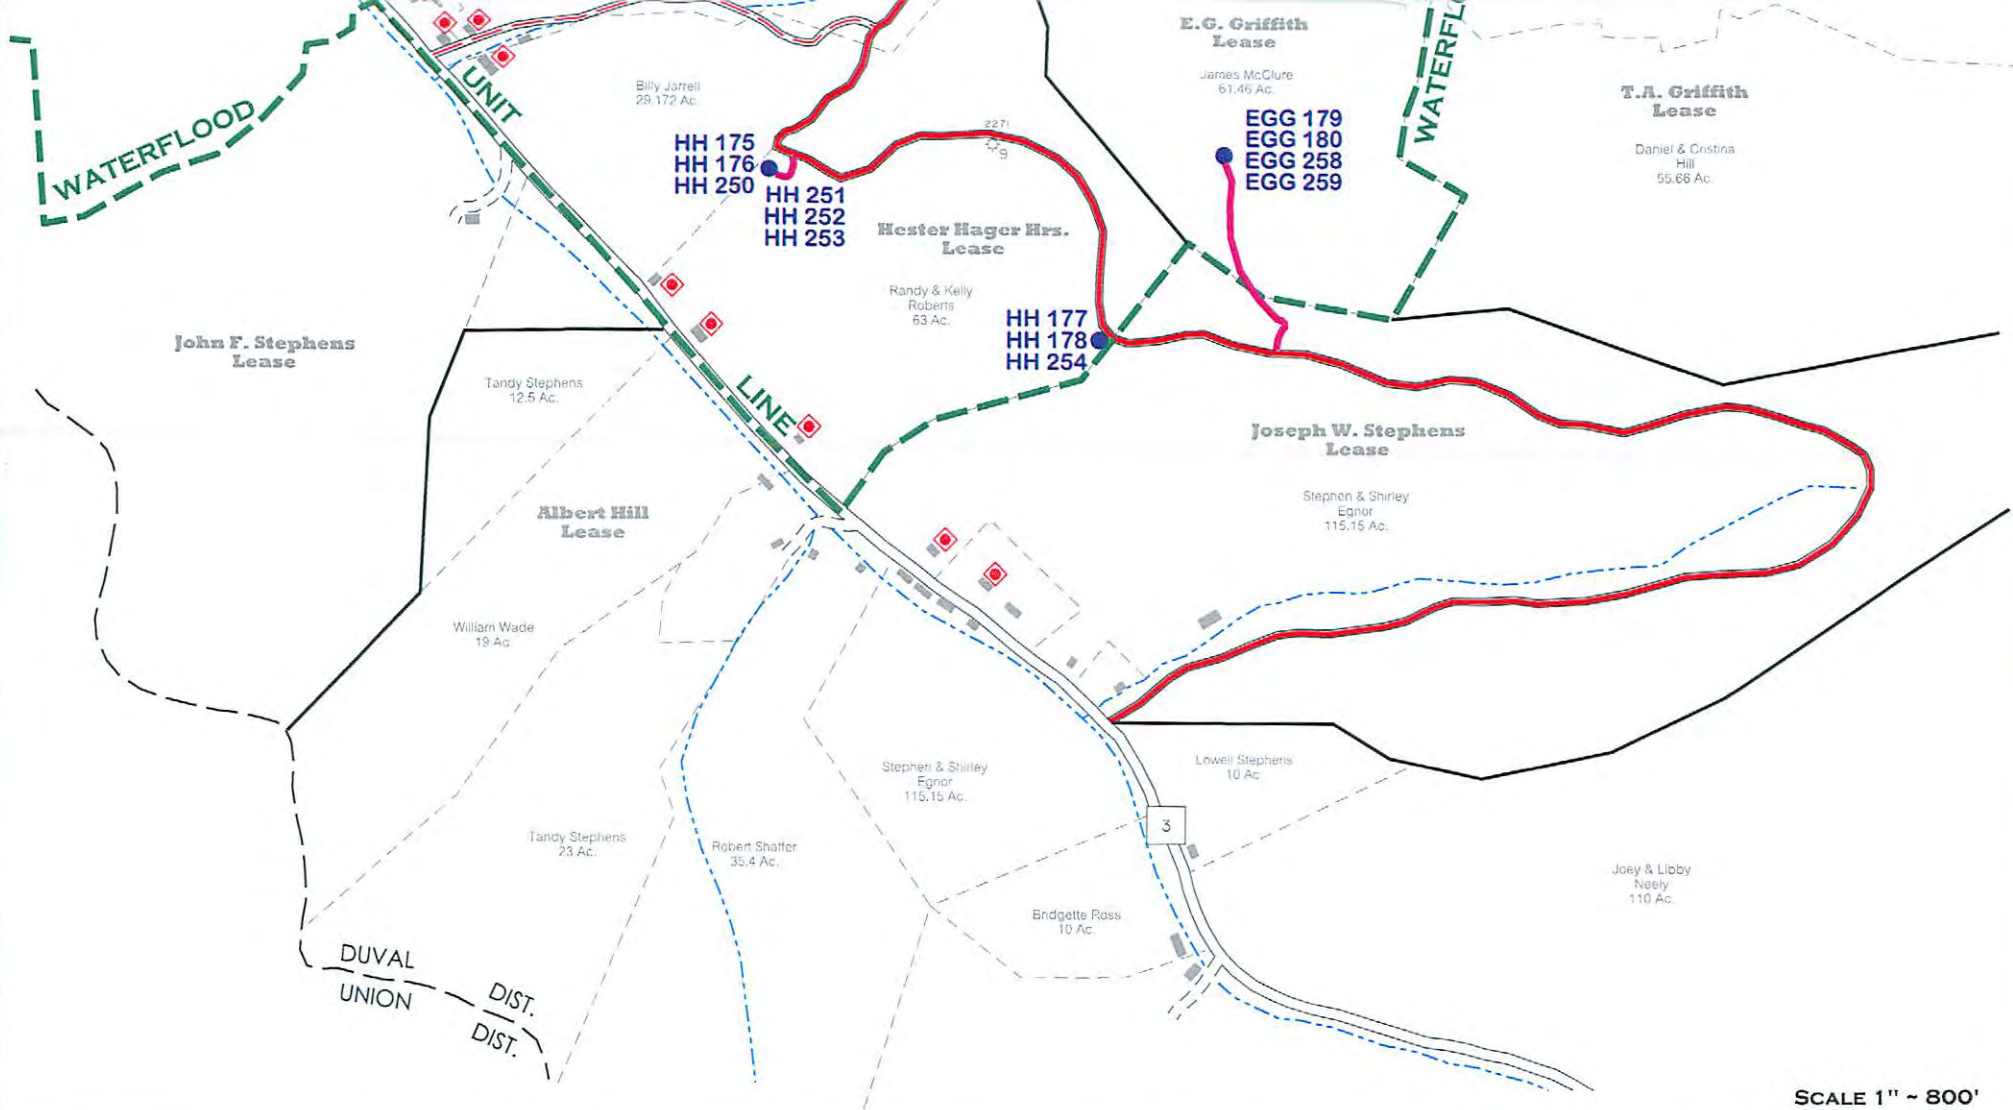 E.G. Griffith
Lease
James McClure
61.46 Ac.
WATERFL
T.A. Griffith
Lease
Daniel & Cristina
Hill
55.66 Ac.
WATERFLOOD
UNIT
LINE
Billy Jarrell
29.172 Ac.
HH 175
HH 176
HH 250
HH 251
HH 252
HH 253
2271
9
EGG 179
EGG 180
EGG 258
EGG 259
Hester Hager Hrs.
Lease
Randy & Kelly
Roberts
63 Ac.
HH 177
HH 178
HH 254
John F. Stephens
Lease
Tandy Stephens
12.5 Ac.
Albert Hill
Lease
Joseph W. Stephens
Lease
Stephen & Shirley
Egnor
115.15 Ac.
William Wade
19 Ac.
Stephen & Shirley
Egnor
115.15 Ac.
Lowell Stephens
10 Ac
3
Tandy Stephens
23 Ac.
Robert Shaffer
35.4 Ac.
Joey & Libby
Neely
110 Ac.
Bridgette Ross
10 Ac.
DUVAL
UNION
DIST.
DIST.
SCALE 1" ~ 800'